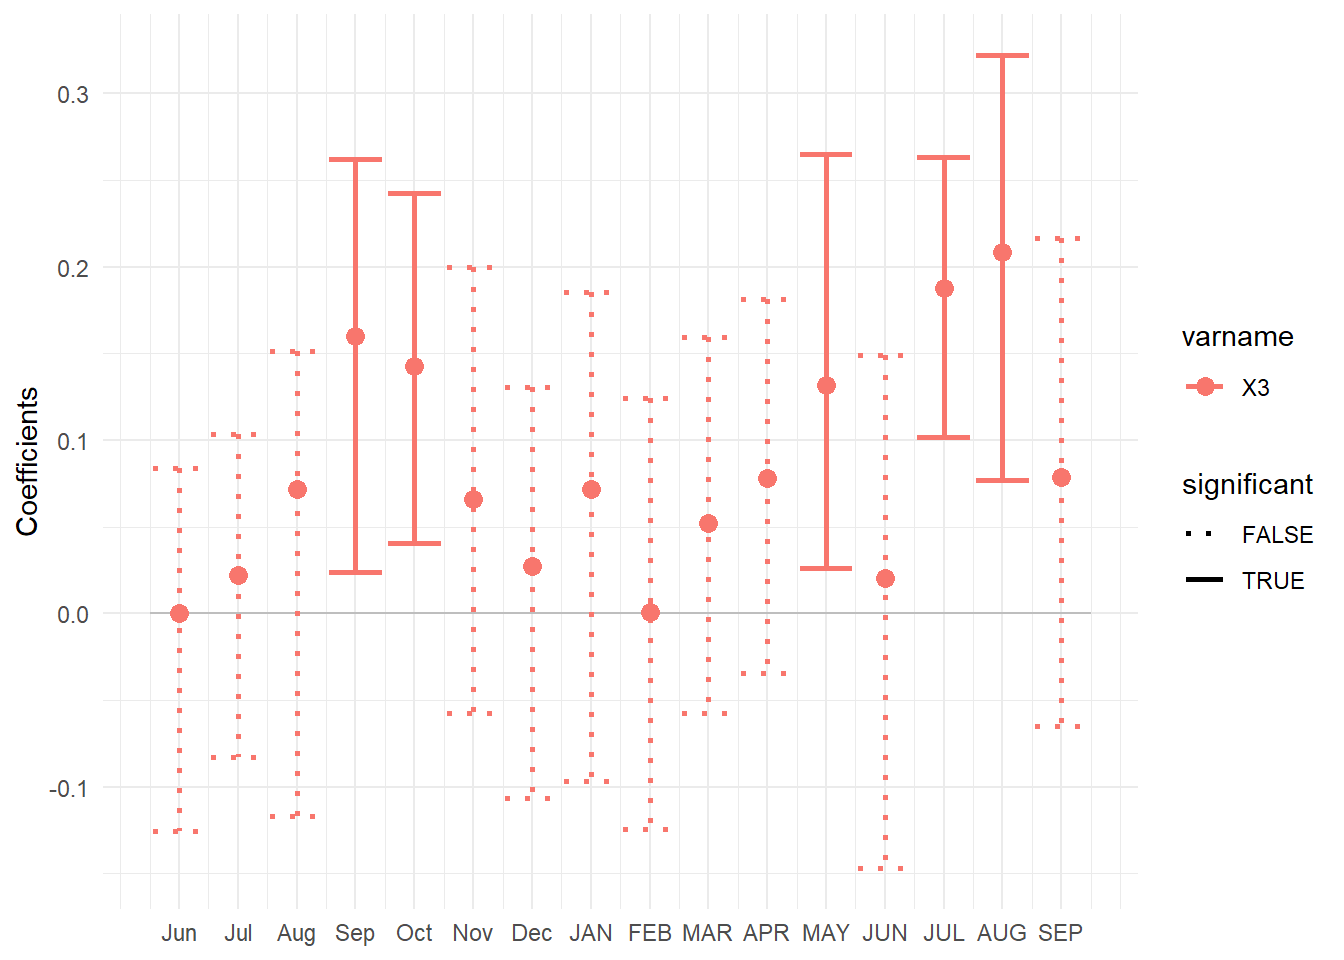 Coefficients
0.3
0.2
0.1
0.0
-0.1
Jun Jul Aug Sep Oct Nov Dec JAN FEB MAR APR MAY JUN JUL AUG SEP
varname
X3
significant
FALSE
TRUE